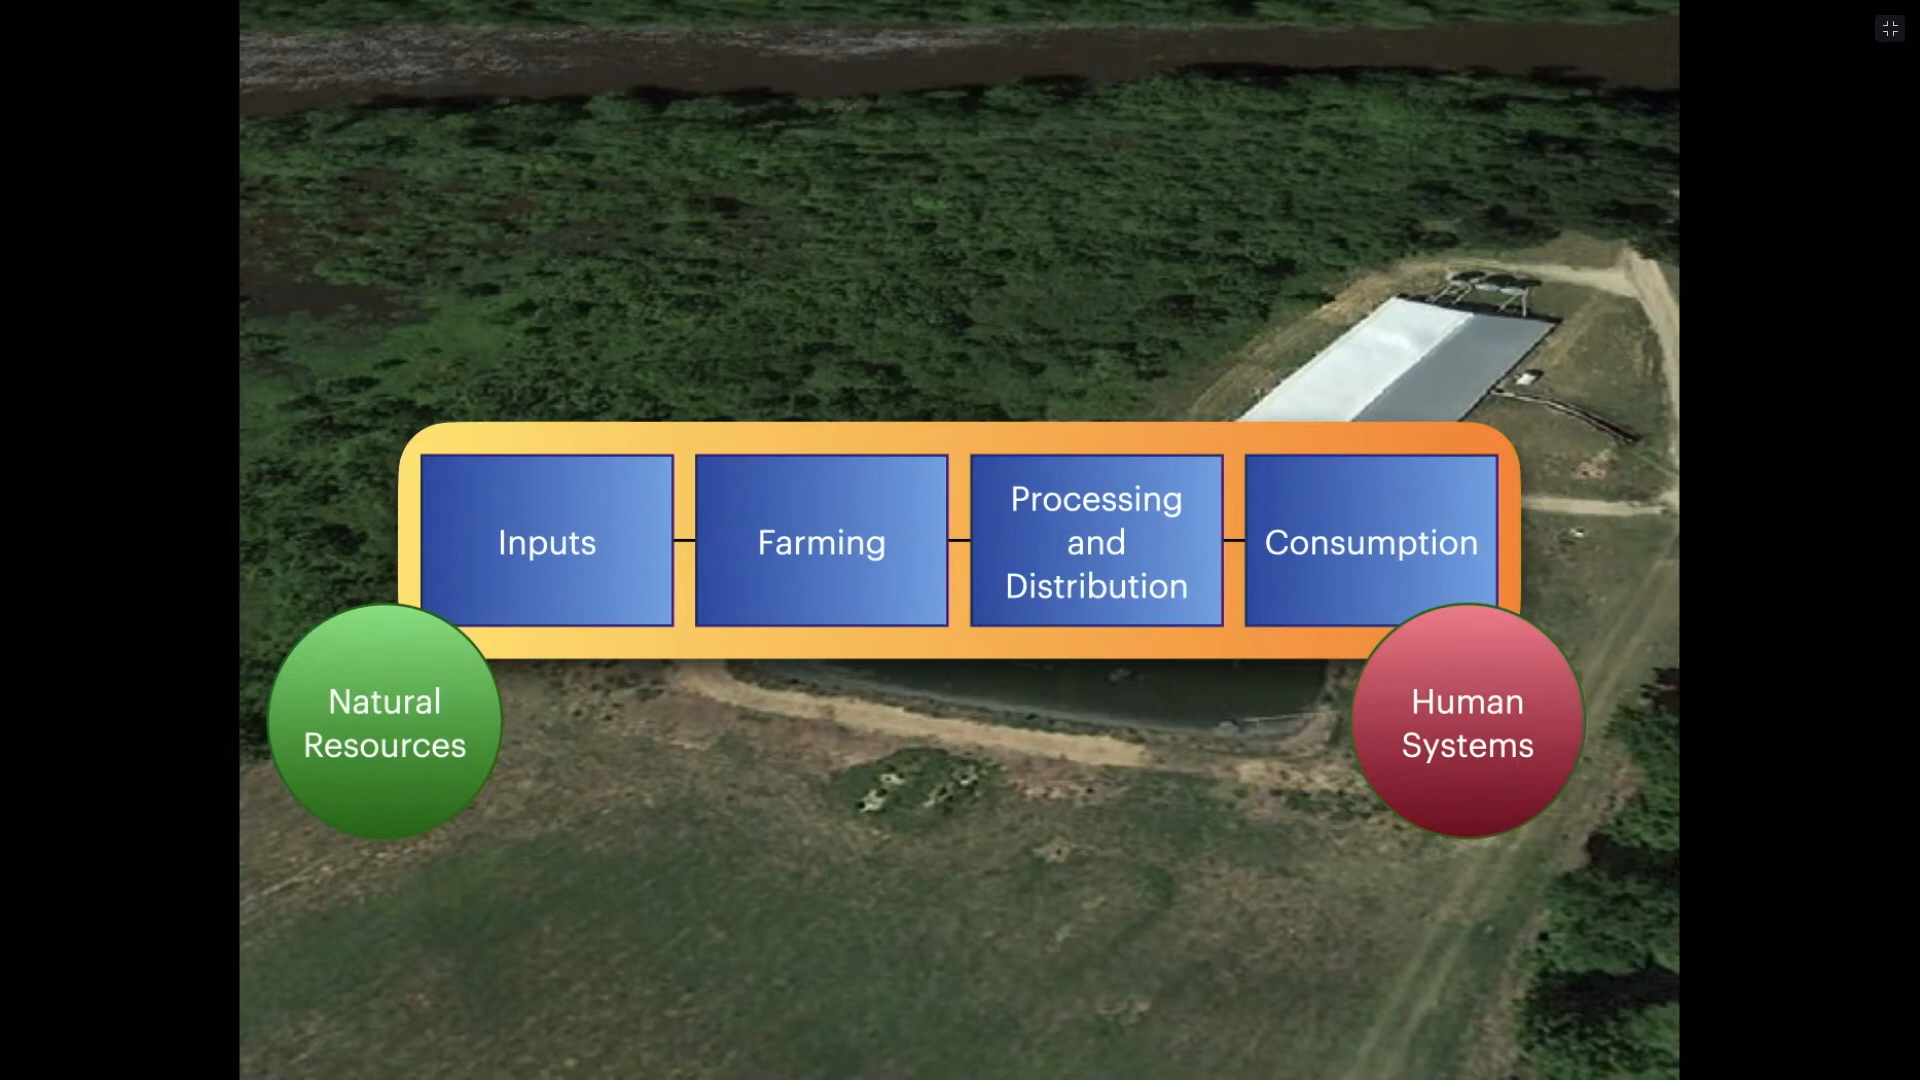 Inputs
Farming
Processing
and
Distribution
Consumption
Natural
Resources
Human
Systems